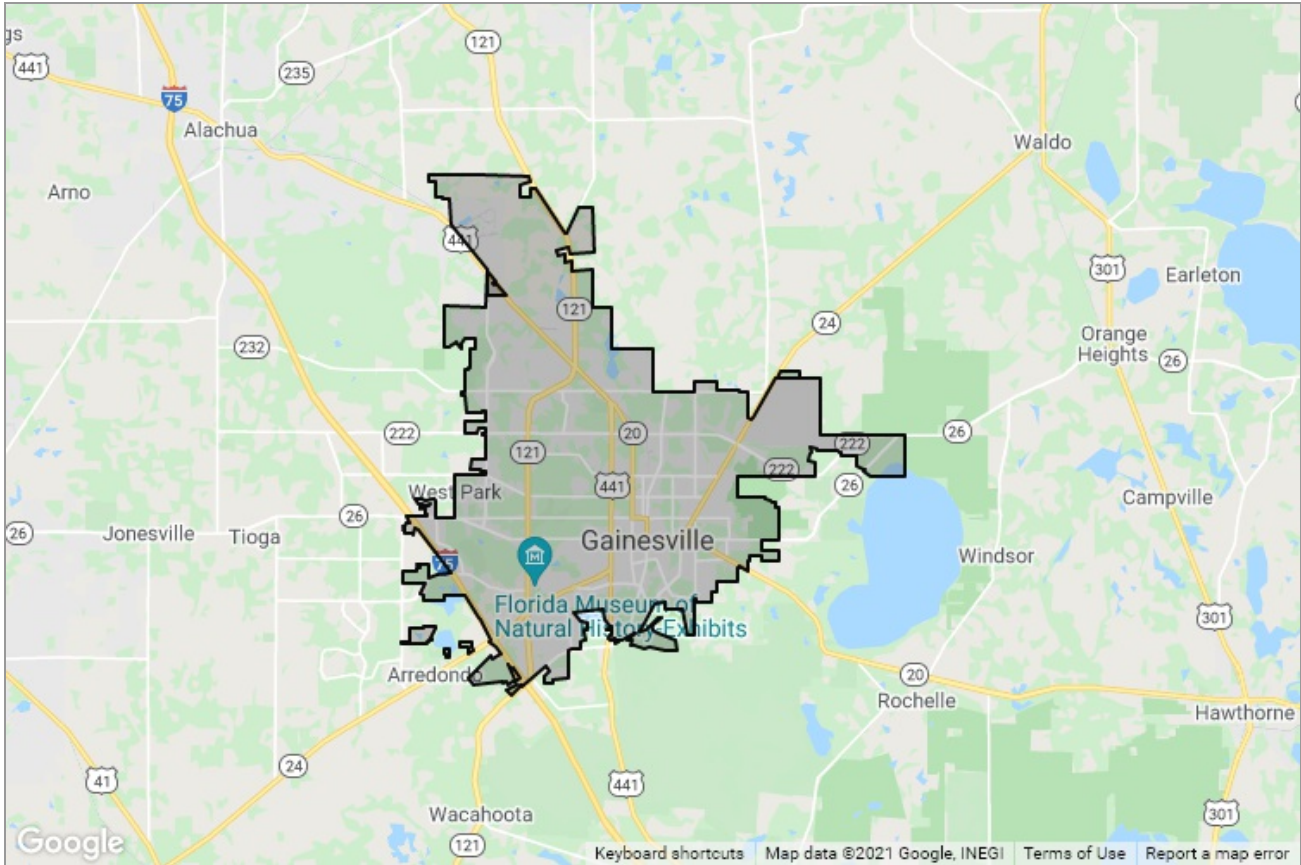 gs
441
121
235
75
Alachua
Waldo
Arno
441
301
Earleton
121
24
Orange
Heights
232
26
222
20
26
121
222
222
West Park
441
26
Campville
26
26
Jonesville
Tioga
Gainesville
Windsor
75
Florida Museum of
Natural History-Exhibits
301
Arredondo
20
Rochelle
Hawthorne
24
41
441
301
Wacahoota
121
Google
Keyboard shortcuts
Map data ©2021 Google, INEGI
Terms of Use
Report a map error